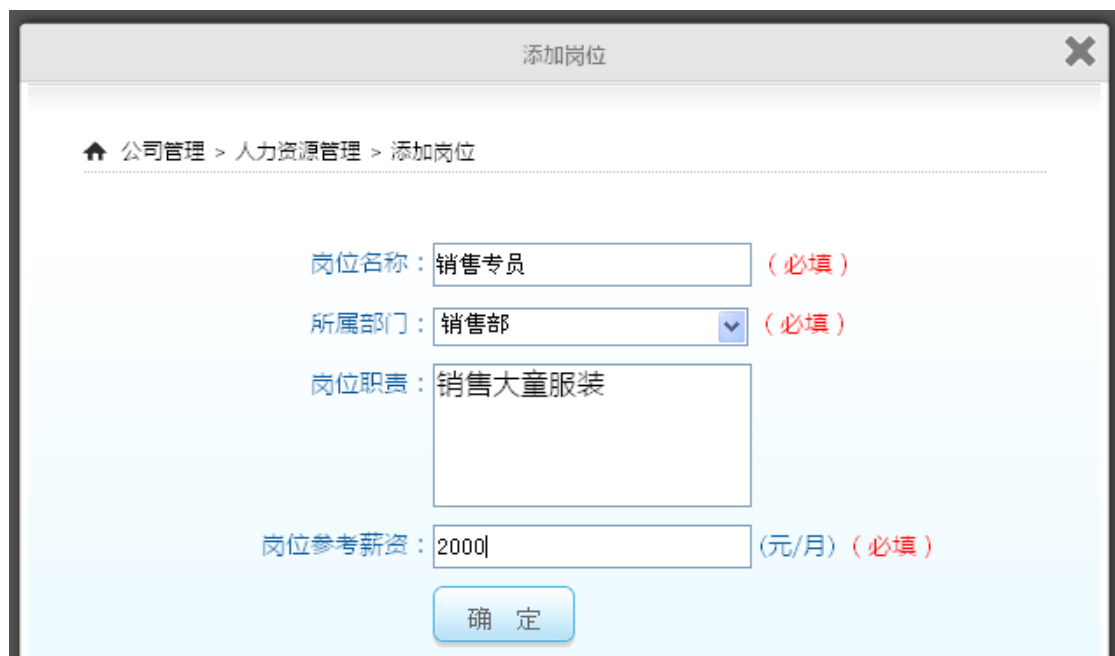 添加岗位
公司管理 > 人力资源管理 > 添加岗位
岗位名称：销售专员（必填）
所属部门：销售部（必填）
岗位职责：销售大童服装
岗位参考薪资：2000 (元/月)（必填）
确 定